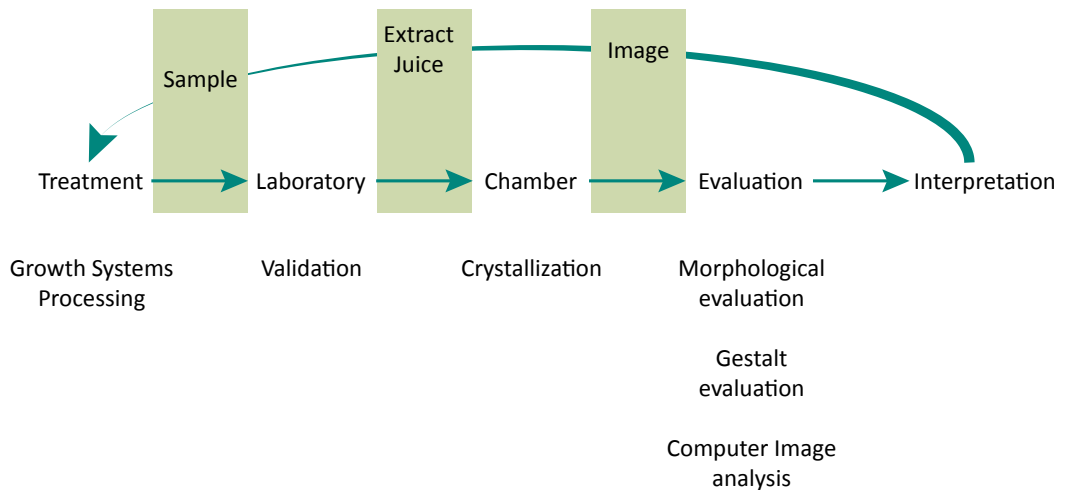 Sample
Extract
Juice
Image
Treatment
Laboratory
Chamber
Evaluation
Interpretation
Growth Systems
Processing
Validation
Crystallization
Morphological
evaluation
Gestalt
evaluation
Computer Image
analysis